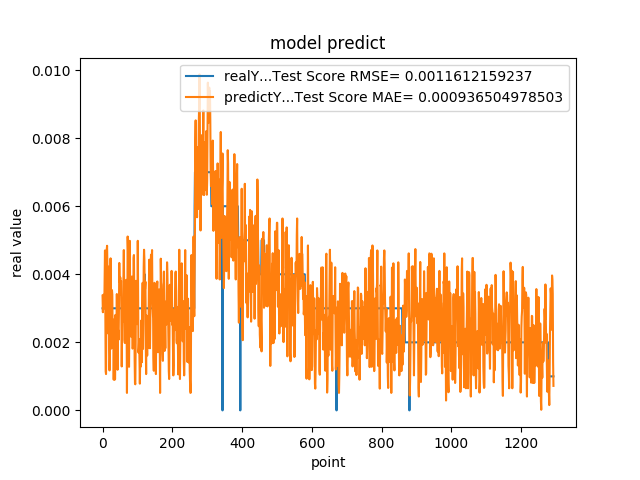 model predict
realY...Test Score RMSE= 0.0011612159237
predictY...Test Score MAE= 0.000936504978503
0.010
0.008
0.006
0.004
0.002
0.000
real value
0 200 400 600 800 1000 1200
point